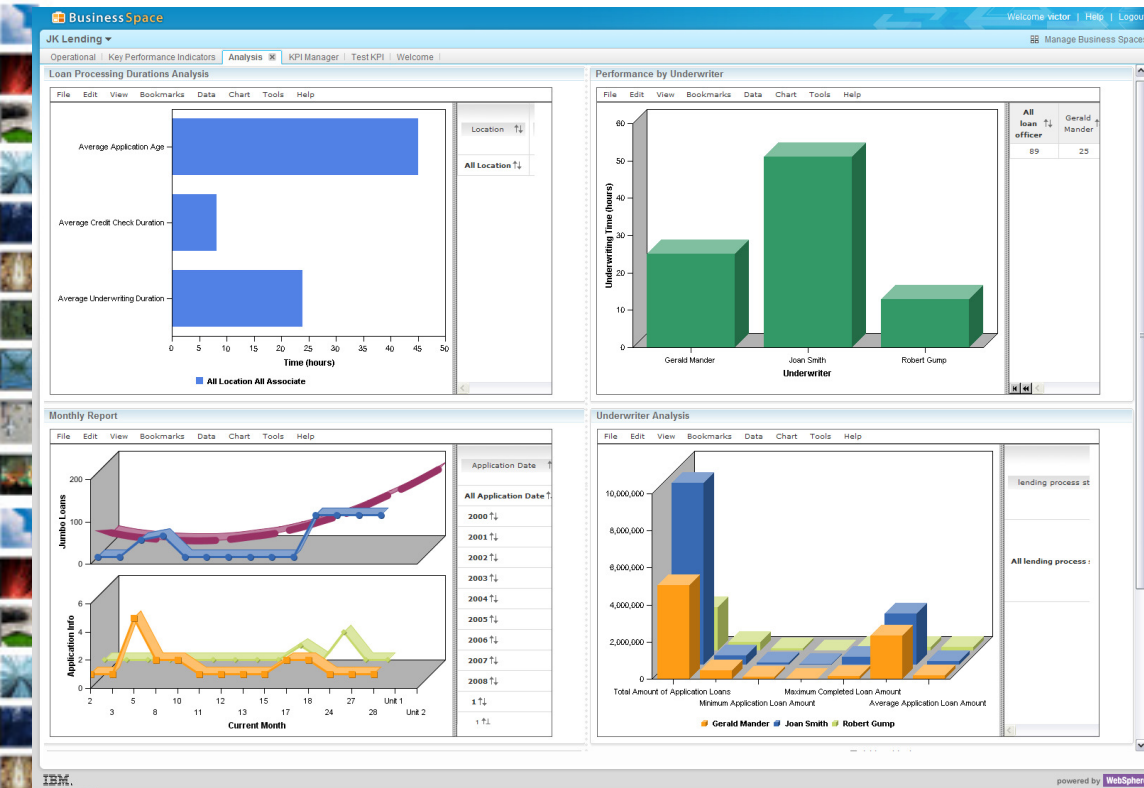 BusinessSpace
Welcome victor | Help | Logout
JK Lending
Manage Business Spaces
Operational | Key Performance Indicators | Analysis | KPI Manager | Test KPI | Welcome
Loan Processing Durations Analysis
File Edit View Bookmarks Data Chart Tools Help
Average Application Age
Average Credit Check Duration
Average Underwriting Duration
0 5 10 15 20 25 30 35 40 45 50
Time (hours)
All Location All Associate
Location
All Location
Performance by Underwriter
File Edit View Bookmarks Data Chart Tools Help
Underwriting Time (hours)
60
50
40
30
20
10
0
Gerald Mander Joan Smith Robert Gump
Underwriter
All loan officer
Gerald Mander
89 25
Monthly Report
File Edit View Bookmarks Data Chart Tools Help
Jumbo Loans
200
100
0
Application Info
6
4
2
0
2 5 10 12 15 18 27 Unit 1
3 8 11 13 17 24 28 Unit 2
Current Month
Application Date
All Application Date
2000
2001
2002
2003
2004
2005
2006
2007
2008
1
1
Underwriter Analysis
File Edit View Bookmarks Data Chart Tools Help
10,000,000
8,000,000
6,000,000
4,000,000
2,000,000
0
Total Amount of Application Loans
Maximum Completed Loan Amount
Minimum Application Loan Amount
Average Application Loan Amount
Gerald Mander Joan Smith Robert Gump
lending process st
All lending process
IBM.
powered by WebSphere